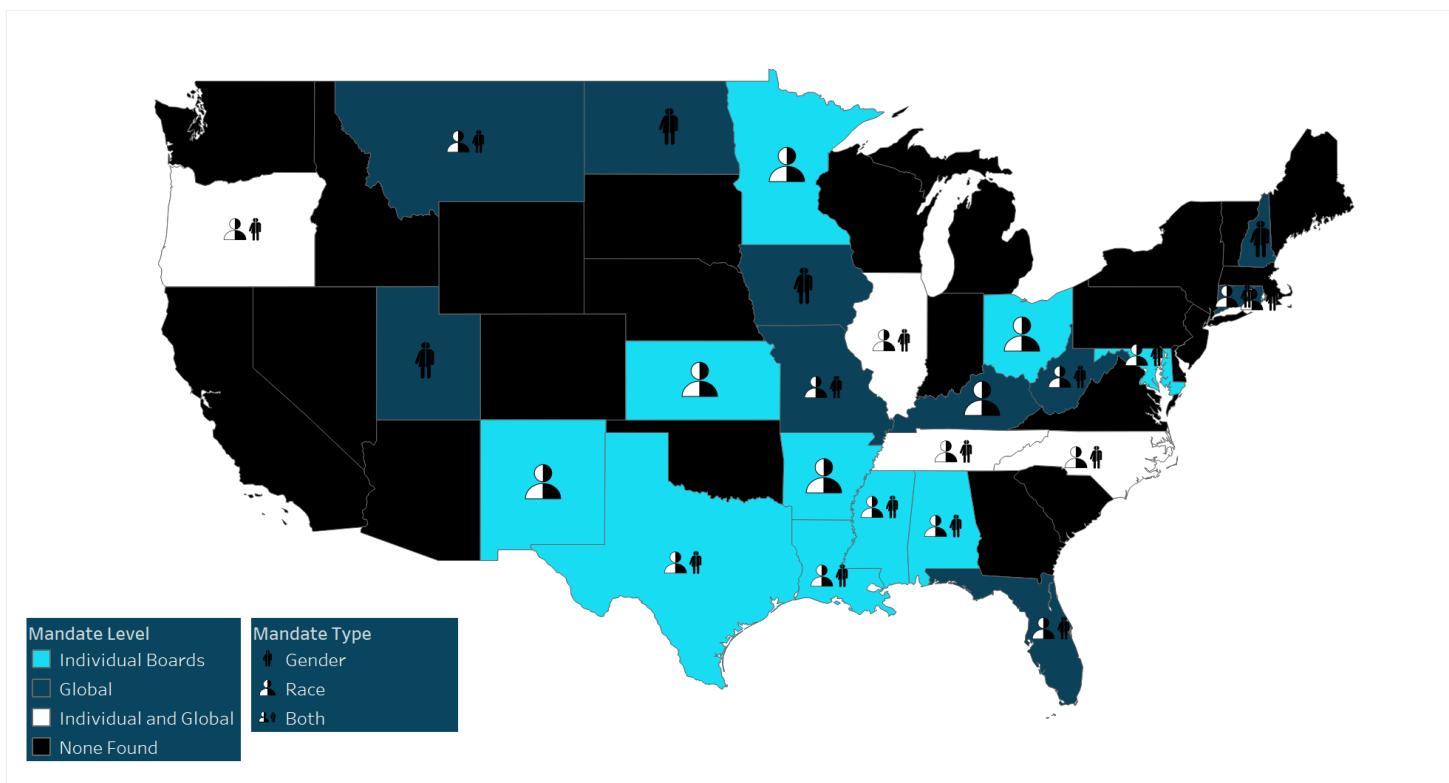 Mandate Level
Individual Boards
Global
Individual and Global
None Found
Mandate Type
Gender
Race
Both